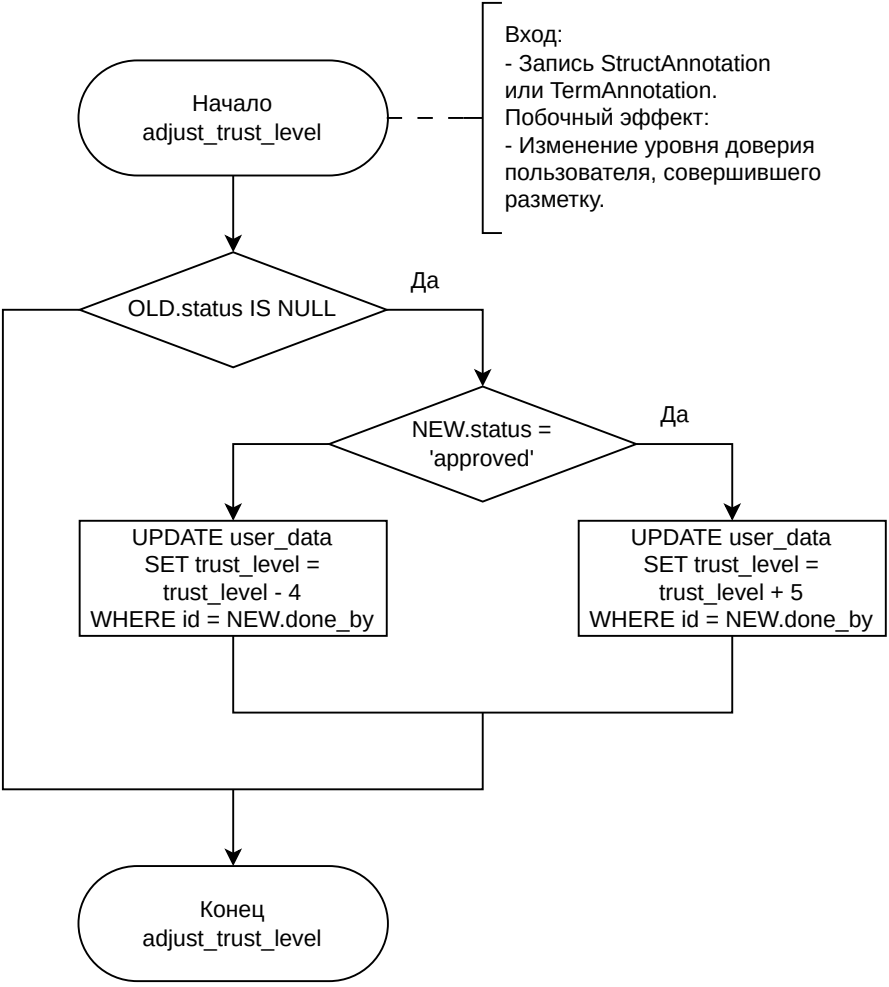 Вход:
- Запись StructAnnotation
или TermAnnotation.
Побочный эффект:
- Изменение уровня доверия
пользователя, совершившего
разметку.
Начало
adjust_trust_level
Да
OLD.status IS NULL
Да
NEW.status =
'approved'
UPDATE user_data
SET trust_level =
trust_level - 4
WHERE id = NEW.done_by
UPDATE user_data
SET trust_level =
trust_level + 5
WHERE id = NEW.done_by
Конец
adjust_trust_level